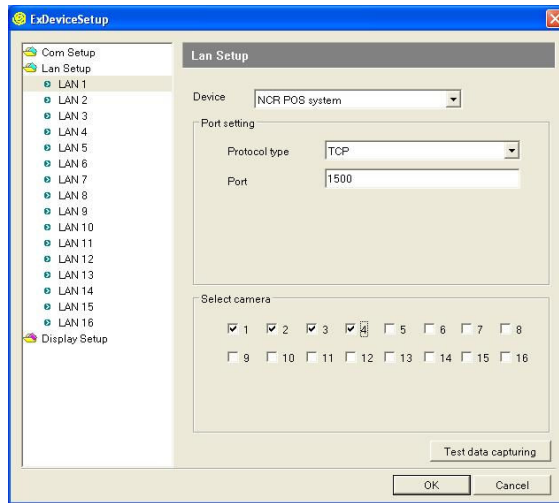 ExDeviceSetup
Com Setup
Lan Setup
LAN 1
LAN 2
LAN 3
LAN 4
LAN 5
LAN 6
LAN 7
LAN 8
LAN 9
LAN 10
LAN 11
LAN 12
LAN 13
LAN 14
LAN 15
LAN 16
Display Setup
Lan Setup
Device NCR POS system
Port setting
Protocol type TCP
Port 1500
Select camera
1 2 3 4 5 6 7 8
9 10 11 12 13 14 15 16
Test data capturing
OK Cancel